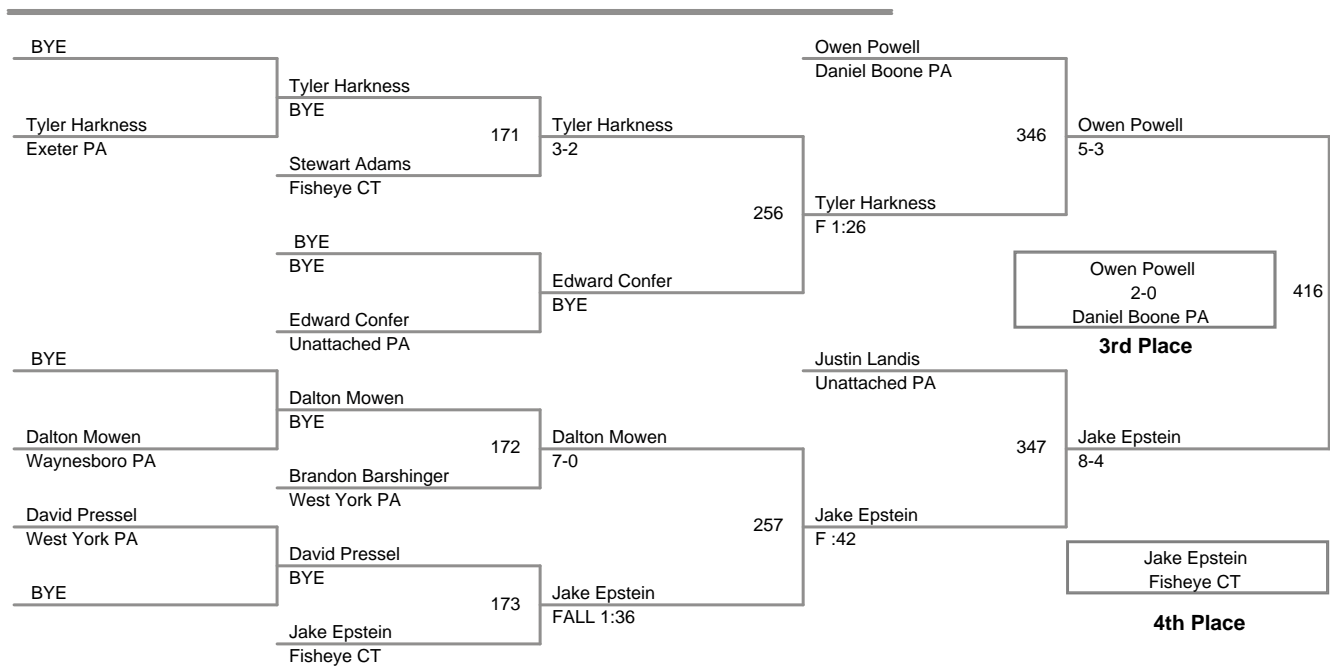 BYE
Tyler Harkness
Exeter PA
Tyler Harkness
BYE
171
Stewart Adams
Fisheye CT
Tyler Harkness
3-2
BYE
BYE
Edward Confer
Unattached PA
Edward Confer
BYE
256
Owen Powell
Daniel Boone PA
Tyler Harkness
F 1:26
346
Owen Powell
5-3
Owen Powell
2-0
Daniel Boone PA
3rd Place
416
BYE
Dalton Mowen
Waynesboro PA
Dalton Mowen
BYE
172
Brandon Barshinger
West York PA
Dalton Mowen
7-0
David Pressel
West York PA
BYE
David Pressel
BYE
173
Jake Epstein
Fisheye CT
Jake Epstein
FALL 1:36
257
Justin Landis
Unattached PA
Jake Epstein
F :42
347
Jake Epstein
8-4
Jake Epstein
Fisheye CT
4th Place